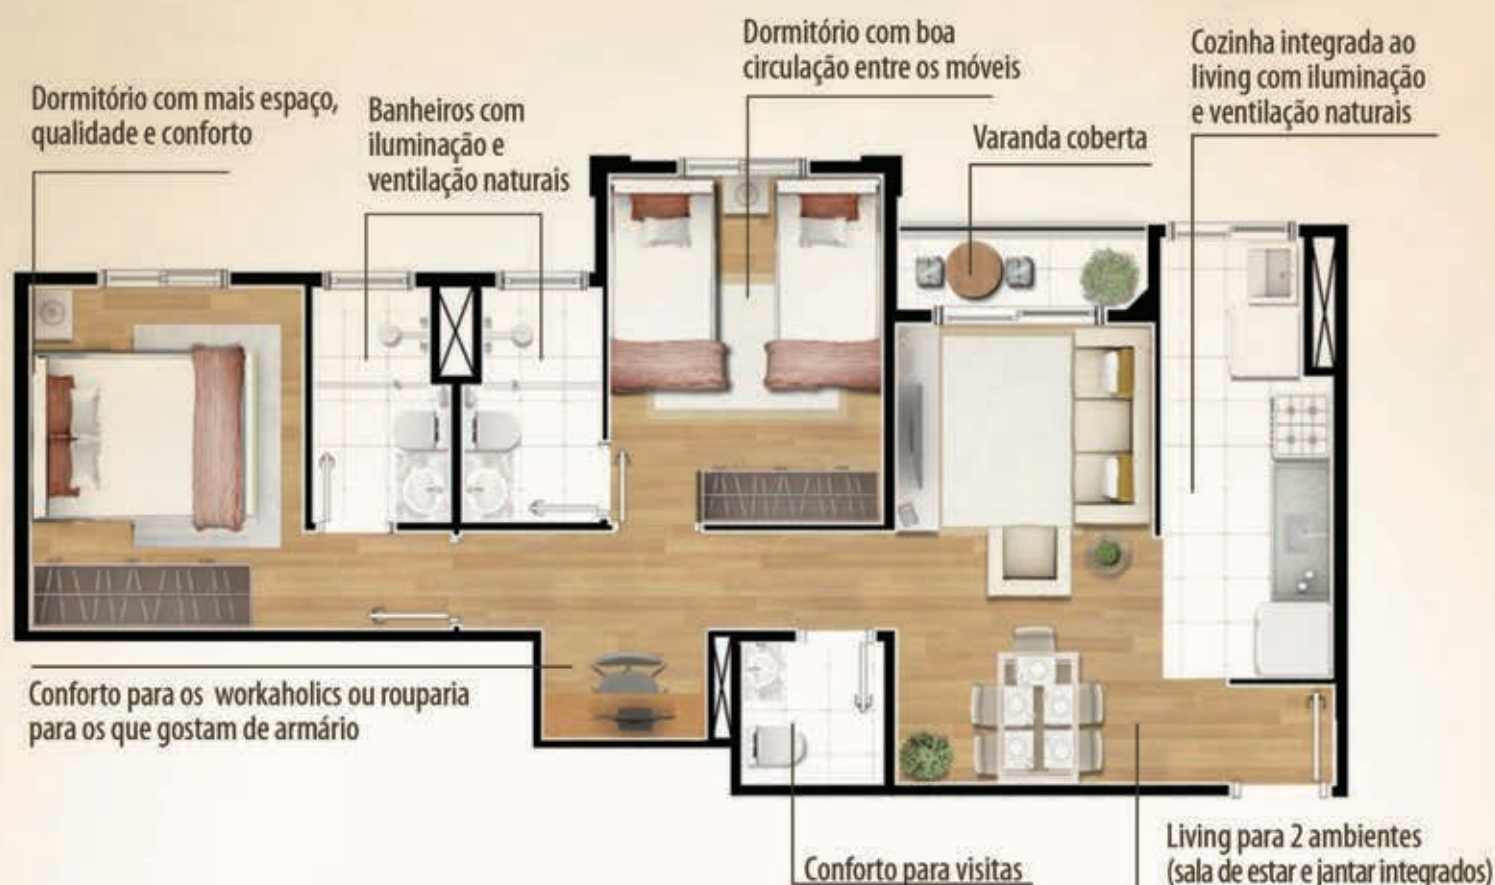 Dormitório com mais espaço,
qualidade e conforto
Banheiros com
iluminação e
ventilação naturais
Dormitório com boa
circulação entre os móveis
Varanda coberta
Cozinha integrada ao
living com iluminação
e ventilação naturais
Conforto para os workaholics ou rouparia
para os que gostam de armário
Conforto para visitas
Living para 2 ambientes
(sala de estar e jantar integrados)